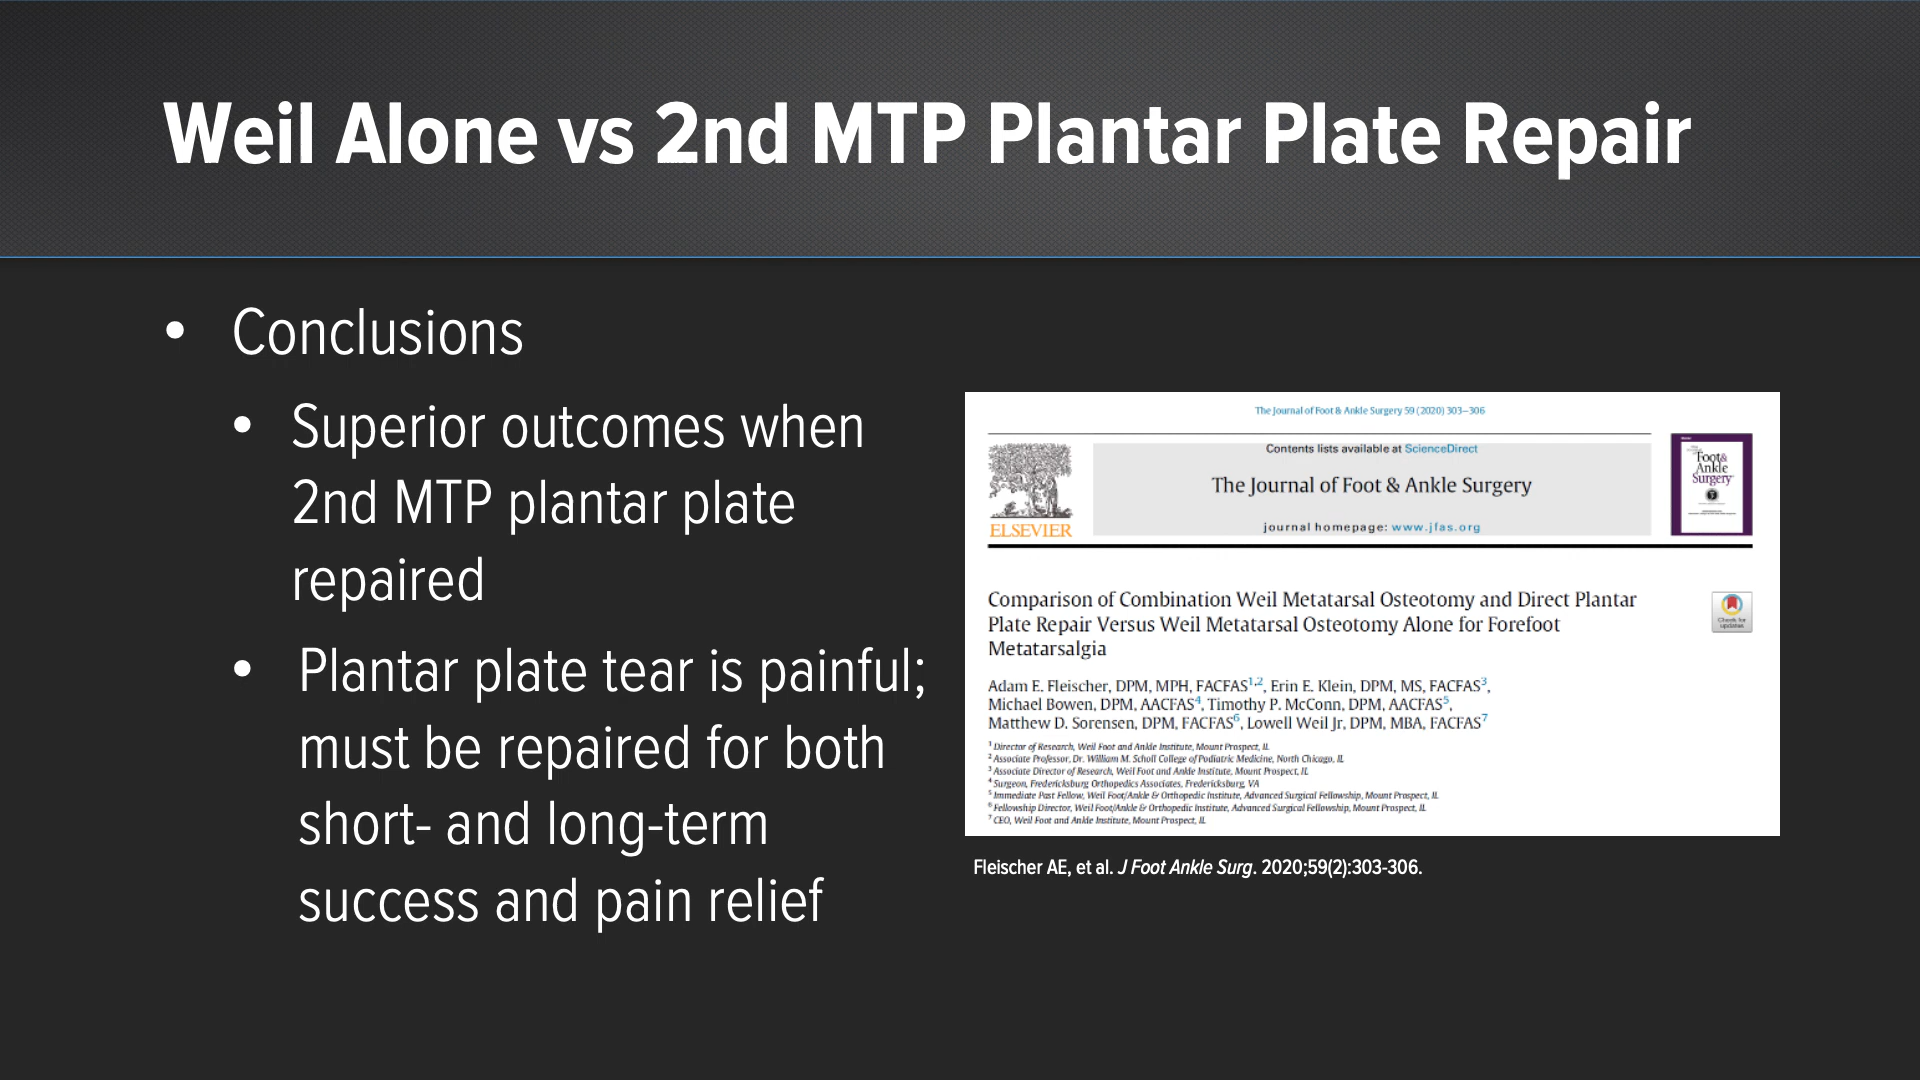 Weil Alone vs 2nd MTP Plantar Plate Repair
• Conclusions
• Superior outcomes when
2nd MTP plantar plate
repaired
• Plantar plate tear is painful;
must be repaired for both
short- and long-term
success and pain relief
The Journal of Foot & Ankle Surgery 59 (2020) 303–306
Contents lists available at ScienceDirect
The Journal of Foot & Ankle Surgery
journal homepage: www.jfas.org
ELSEVIER
Foot&
Ankle
Surgery
Comparison of Combination Weil Metatarsal Osteotomy and Direct Plantar
Plate Repair Versus Weil Metatarsal Osteotomy Alone for Forefoot
Metatarsalgia
Check for
updates
Adam E. Fleischer, DPM, MPH, FACFAS1,2, Erin E. Klein, DPM, MS, FACFAS3,
Michael Bowen, DPM, AACFAS4, Timothy P. McConn, DPM, AACFAS5,
Matthew D. Sorensen, DPM, FACFAS6, Lowell Weil Jr, DPM, MBA, FACFAS7
1 Director of Research, Weil Foot and Ankle Institute, Mount Prospect, IL
2 Associate Professor, Dr. William M. Scholl College of Podiatric Medicine, North Chicago, IL
3 Associate Director of Research, Weil Foot and Ankle Institute, Mount Prospect, IL
4 Surgeon, Fredericksburg Orthopedics Associates, Fredericksburg, VA
5 Immediate Past Fellow, Weil Foot/Ankle & Orthopedic Institute, Advanced Surgical Fellowship, Mount Prospect, IL
6 Fellowship Director, Weil Foot/Ankle & Orthopedic Institute, Advanced Surgical Fellowship, Mount Prospect, IL
7 CEO, Weil Foot and Ankle Institute, Mount Prospect, IL
Fleischer AE, et al. J Foot Ankle Surg. 2020;59(2):303-306.